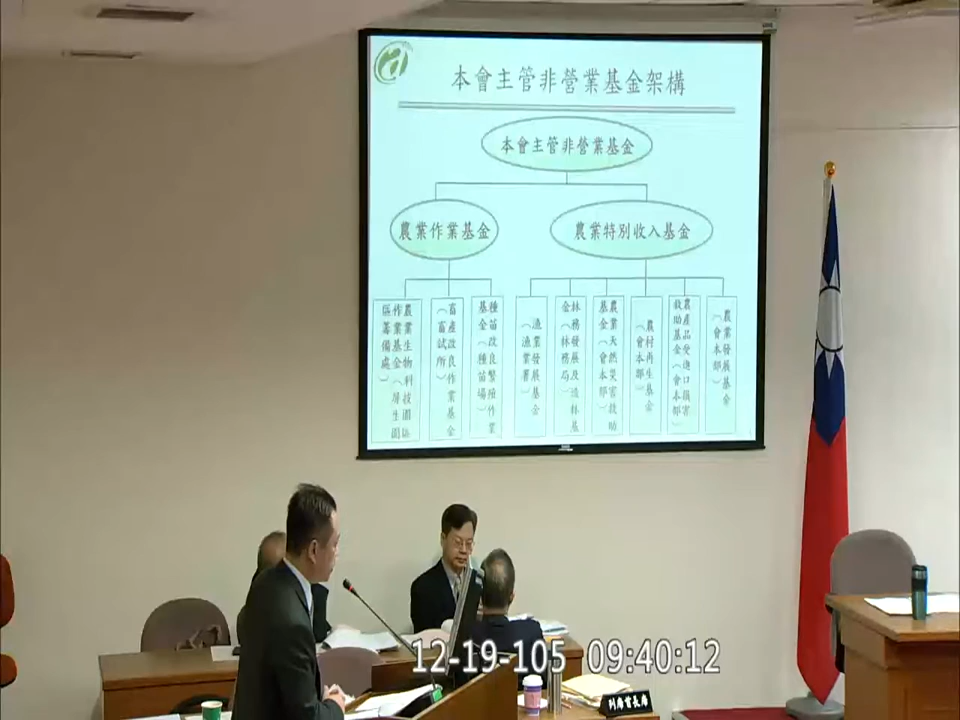 本會主管非營業基金架構
本會主管非營業基金
農業作業基金
農業特別收入基金
農業生物科技園區
作業基金（屏生園
區籌備處）
畜產改良作業基金
（畜試所）
種苗改良繁殖作業
基金（種苗場）
漁業發展基金
（漁業署）
林務發展及造林基
金（林務局）
農業天然災害救助
基金（會本部）
農村再生基金
（會本部）
農產品受進口損害
救助基金（會本部）
農業發展基金
（會本部）
12-19-105 09:40:12
列席首長席